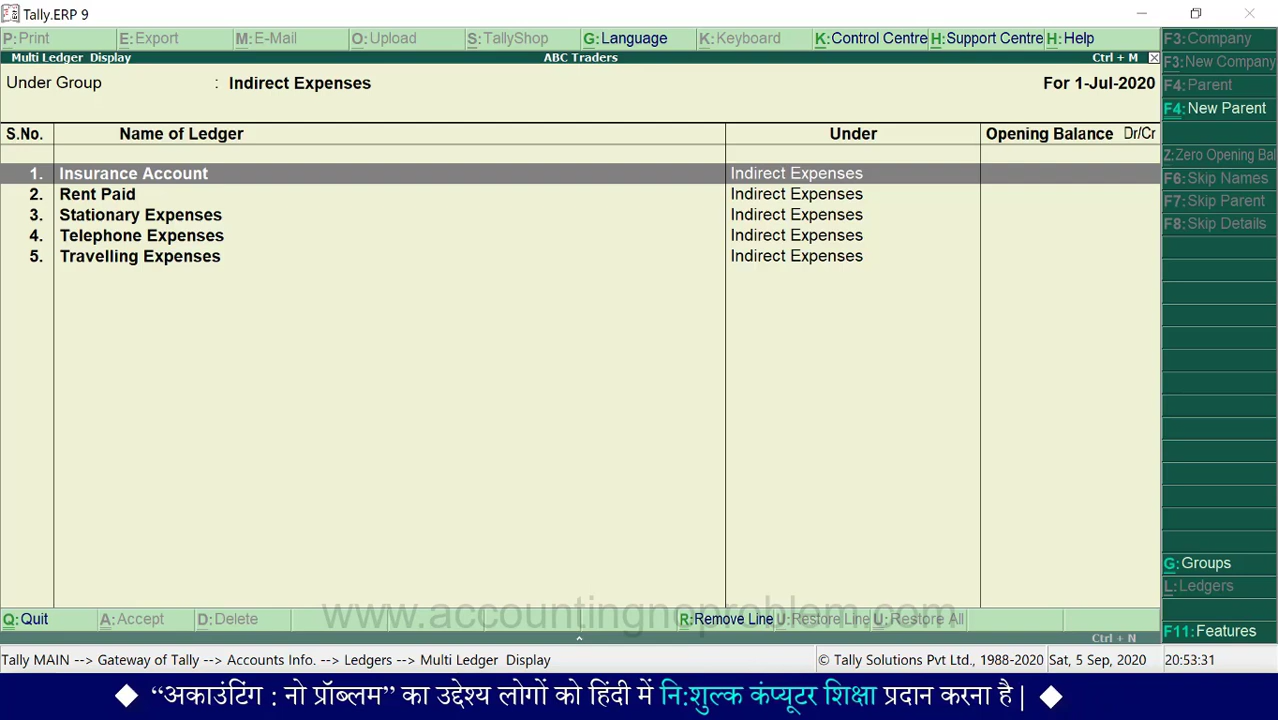 Tally.ERP 9
P: Print E: Export M: E-Mail O: Upload S: TallyShop G: Language K: Keyboard K: Control Centre H: Support Centre H: Help
Multi Ledger Display ABC Traders Ctrl + M
Under Group : Indirect Expenses For 1-Jul-2020
S.No. Name of Ledger Under Opening Balance Dr/Cr
1. Insurance Account Indirect Expenses
2. Rent Paid Indirect Expenses
3. Stationary Expenses Indirect Expenses
4. Telephone Expenses Indirect Expenses
5. Travelling Expenses Indirect Expenses
F3: Company
F3: New Company
F4: Parent
F4: New Parent
Z: Zero Opening Bal
F6: Skip Names
F7: Skip Parent
F8: Skip Details
G: Groups
L: Ledgers
F11: Features
www.accountingnoproblem.com
Q: Quit A: Accept D: Delete R: Remove Line U: Restore Line U: Restore All
Ctrl + N
Tally MAIN --> Gateway of Tally --> Accounts Info. --> Ledgers --> Multi Ledger Display © Tally Solutions Pvt Ltd., 1988-2020 Sat, 5 Sep, 2020 20:53:31
“अकाउंटिंग : नो प्रॉब्लम” का उद्देश्य लोगों को हिंदी में नि:शुल्क कंप्यूटर शिक्षा प्रदान करना है|